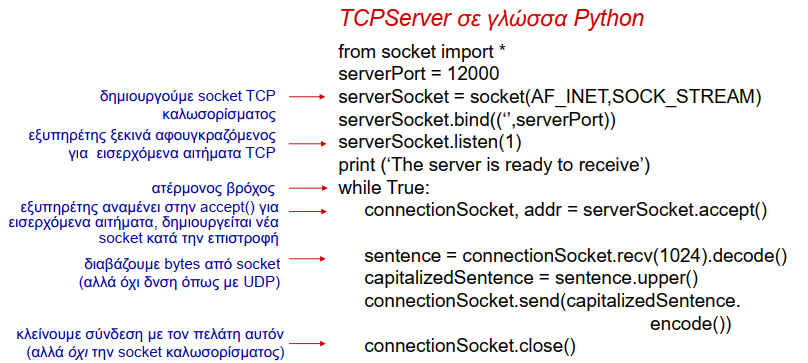 TCPServer σε γλώσσα Python
from socket import *
serverPort = 12000
δημιουργούμε socket TCP
καλωσορίσματος
serverSocket = socket(AF_INET,SOCK_STREAM)
serverSocket.bind((‘’,serverPort))
εξυπηρέτης ξεκινά αφουγκραζόμενος
για εισερχόμενα αιτήματα TCP
serverSocket.listen(1)
print (‘The server is ready to receive’)
ατέρμονος βρόχος
while True:
εξυπηρέτης αναμένει στην accept() για
εισερχόμενα αιτήματα, δημιουργείται νέα
socket κατά την επιστροφή
connectionSocket, addr = serverSocket.accept()
διαβάζουμε bytes από socket
(αλλά όχι δνση όπως με UDP)
sentence = connectionSocket.recv(1024).decode()
capitalizedSentence = sentence.upper()
connectionSocket.send(capitalizedSentence.
encode())
κλείνουμε σύνδεση με τον πελάτη αυτόν
(αλλά όχι την socket καλωσορίσματος)
connectionSocket.close()